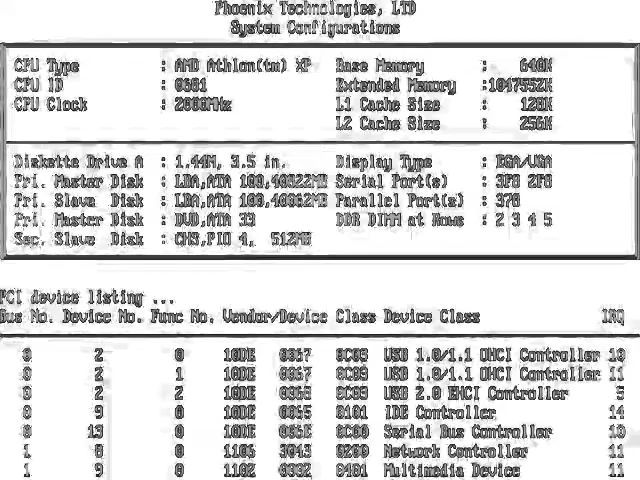 Phoenix Technologies, LTD
System Configurations
CPU Type : AMD Athlon(tm) XP Base Memory : 640K
CPU ID : 0681 Extended Memory :1047552K
CPU Clock : 2000MHz L1 Cache Size : 128K
L2 Cache Size : 256K
Diskette Drive A : 1.44M, 3.5 in. Display Type : EGA/VGA
Pri. Master Disk : LBA,ATA 100, Serial Port(s) : 3F8 2F8
Pri. Slave Disk : LBA,ATA 100, Parallel Port(s) : 378
Pri. Master Disk : DVD,ATA 33 DDR DIMM at Rows : 2 3 4 5
Sec. Slave Disk : CHS,PIO 4, 512MB
PCI device listing ...
Bus No. Device No. Func No. Vendor/Device Class Device Class IRQ
0 2 0 10DE 0067 0C03 USB 1.0/1.1 OHCI Controller 10
0 2 1 10DE 0067 0C03 USB 1.0/1.1 OHCI Controller 11
0 2 2 10DE 0068 0C03 USB 2.0 EHCI Controller 5
0 9 0 10DE 0065 0101 IDE Controller 14
0 13 0 10DE 006E 0C00 Serial Bus Controller 10
1 8 0 1106 3043 0200 Network Controller 11
1 9 0 1102 0002 0401 Multimedia Device 11